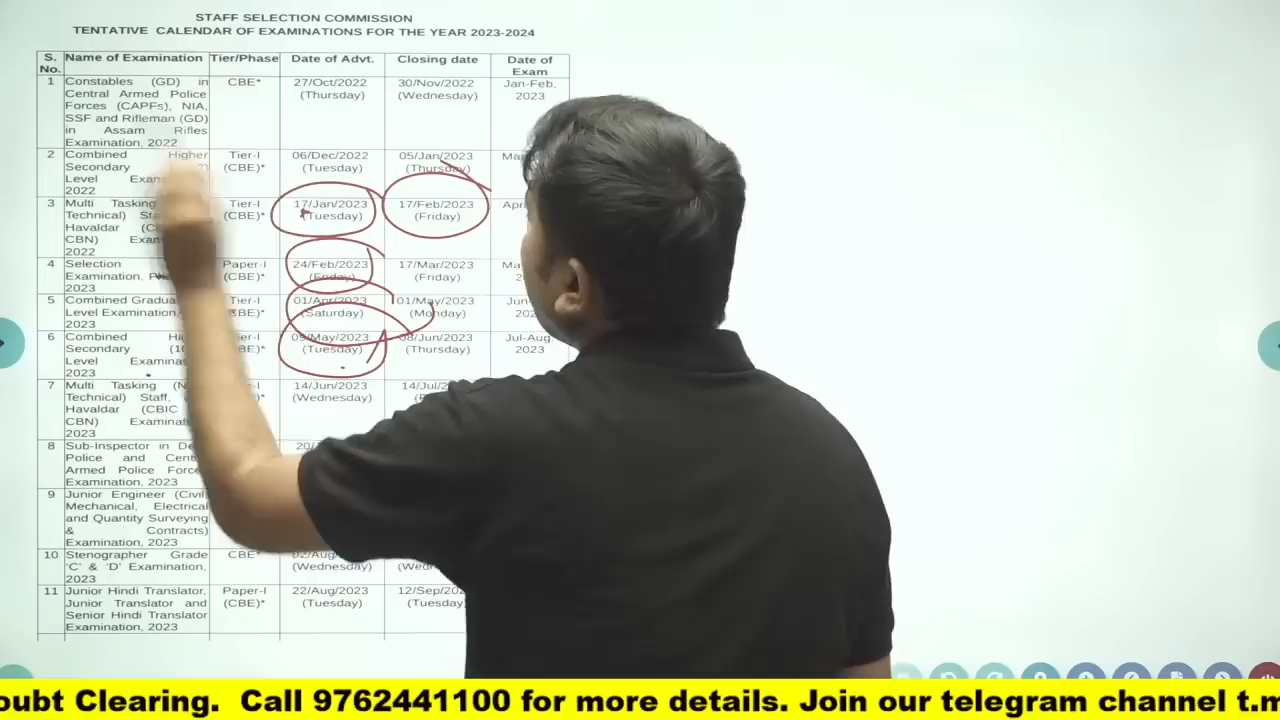 STAFF SELECTION COMMISSION
TENTATIVE CALENDAR OF EXAMINATIONS FOR THE YEAR 2023-2024
S. No. Name of Examination Tier/Phase Date of Advt. Closing date Date of Exam
1 Constables (GD) in CBE* 27/Oct/2022 30/Nov/2022 Jan-Feb,
Central Armed Police (Thursday) (Wednesday) 2023
Forces (CAPFs), NIA,
SSF and Rifleman (GD)
in Assam Rifles
Examination, 2022
2 Combined Higher Tier-I 06/Dec/2022 05/Jan/2023
Secondary (CBE)* (Tuesday) (Thursday)
Level
2022
3 Multi Tasking Tier-I 17/Jan/2023 17/Feb/2023
Technical) (CBE)* (Tuesday) (Friday)
Havaldar
CBN)
2022
4 Selection Paper-I 24/Feb/2023 17/Mar/2023
Examination, (CBE)* (Friday) (Friday)
2023
5 Combined Tier-I 01/Apr/2023 01/May/2023
Level Examination, (Saturday) (Monday)
2023
6 Combined Tier-I 09/May/2023 08/Jun/2023 Jul-Aug,
Secondary (Tuesday) (Thursday) 2023
Level
2023
7 Multi Tasking 14/Jun/2023
Technical) Staff, (Wednesday)
Havaldar (CBIC
CBN)
2023
8 Sub-Inspector in
Police and
Armed Police
Examination, 2023
9 Junior Engineer (Civil,
Mechanical, Electrical
and Quantity Surveying
& Contracts)
Examination, 2023
10 Stenographer Grade CBE*
'C' & 'D' Examination, (Wednesday)
2023
11 Junior Hindi Translator, Paper-I 22/Aug/2023
Junior Translator and (CBE)* (Tuesday) (Tuesday)
Senior Hindi Translator
Examination, 2023
Clearing. Call 9762441100 for more details. Join our telegram channel